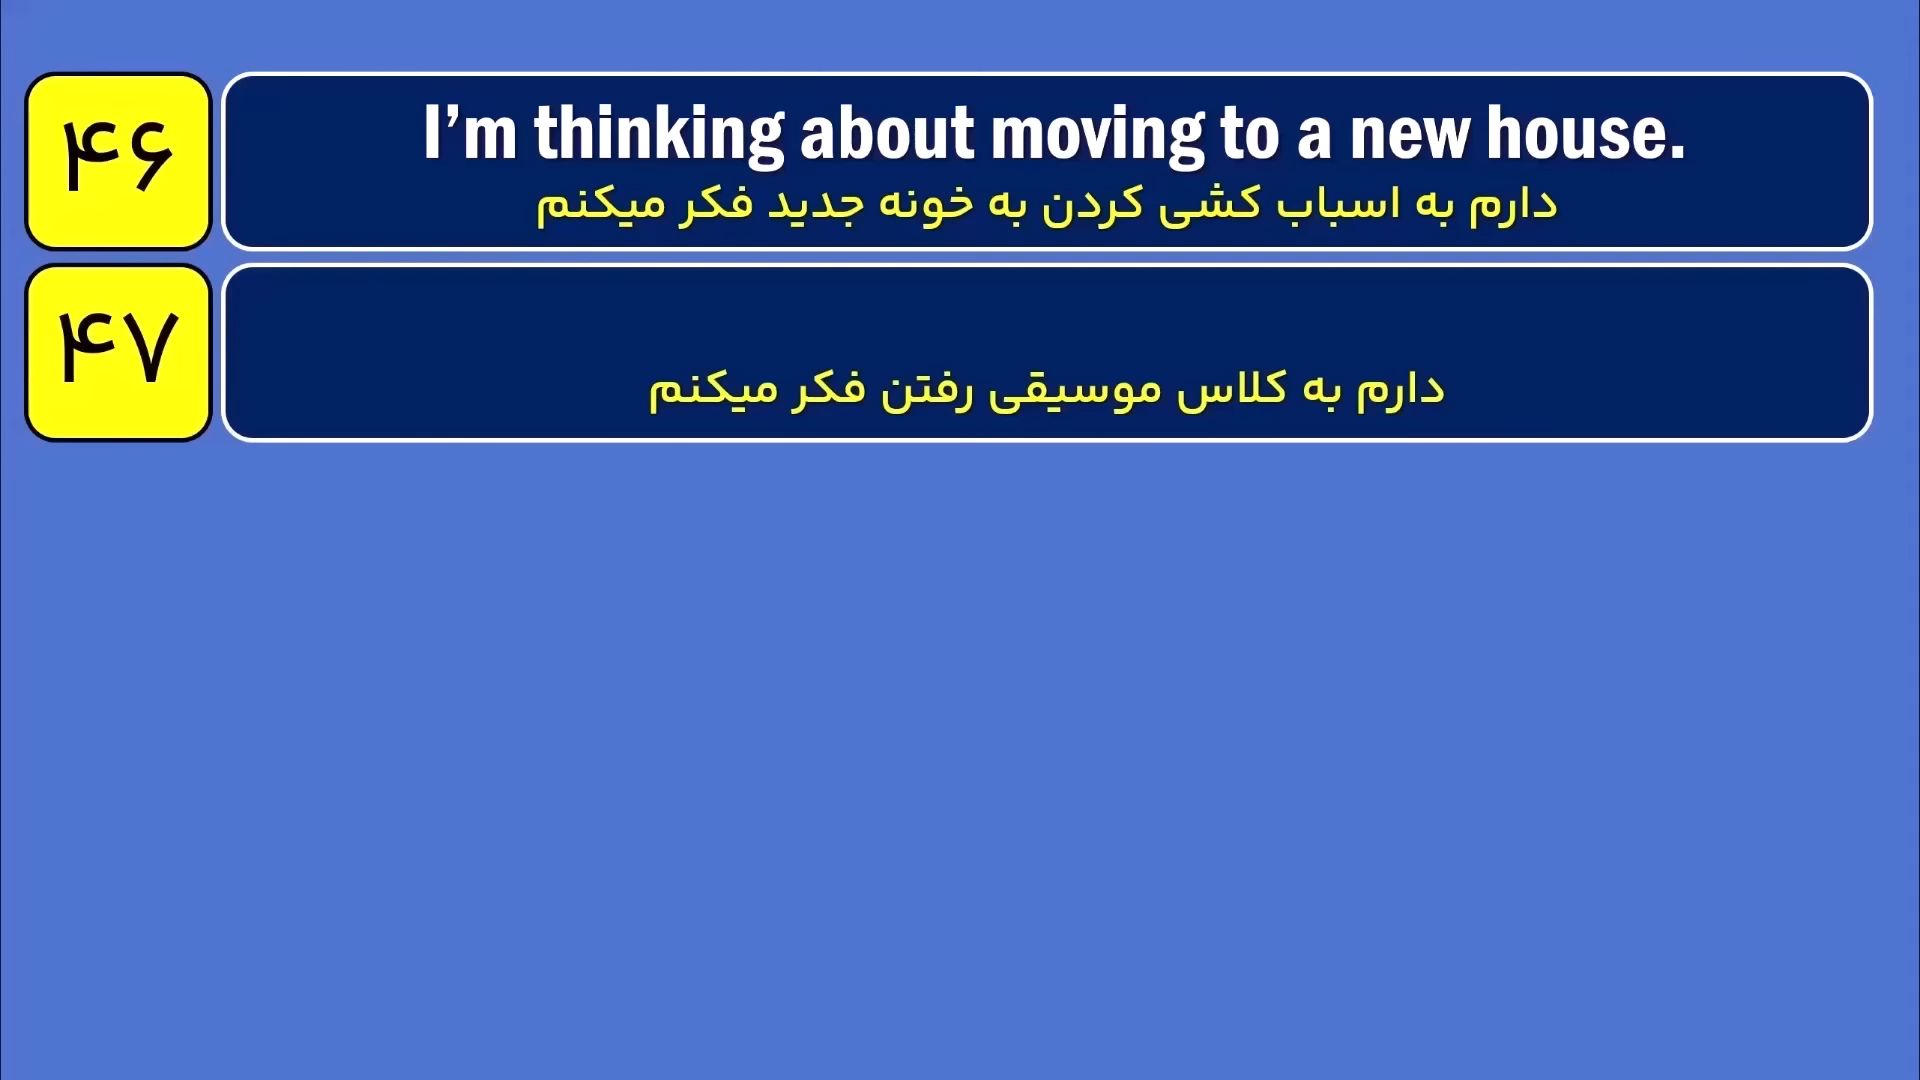 ۴۶
I’m thinking about moving to a new house.
دارم به اسباب کشی کردن به خونه جدید فکر میکنم
۴۷
دارم به کلاس موسیقی رفتن فکر میکنم